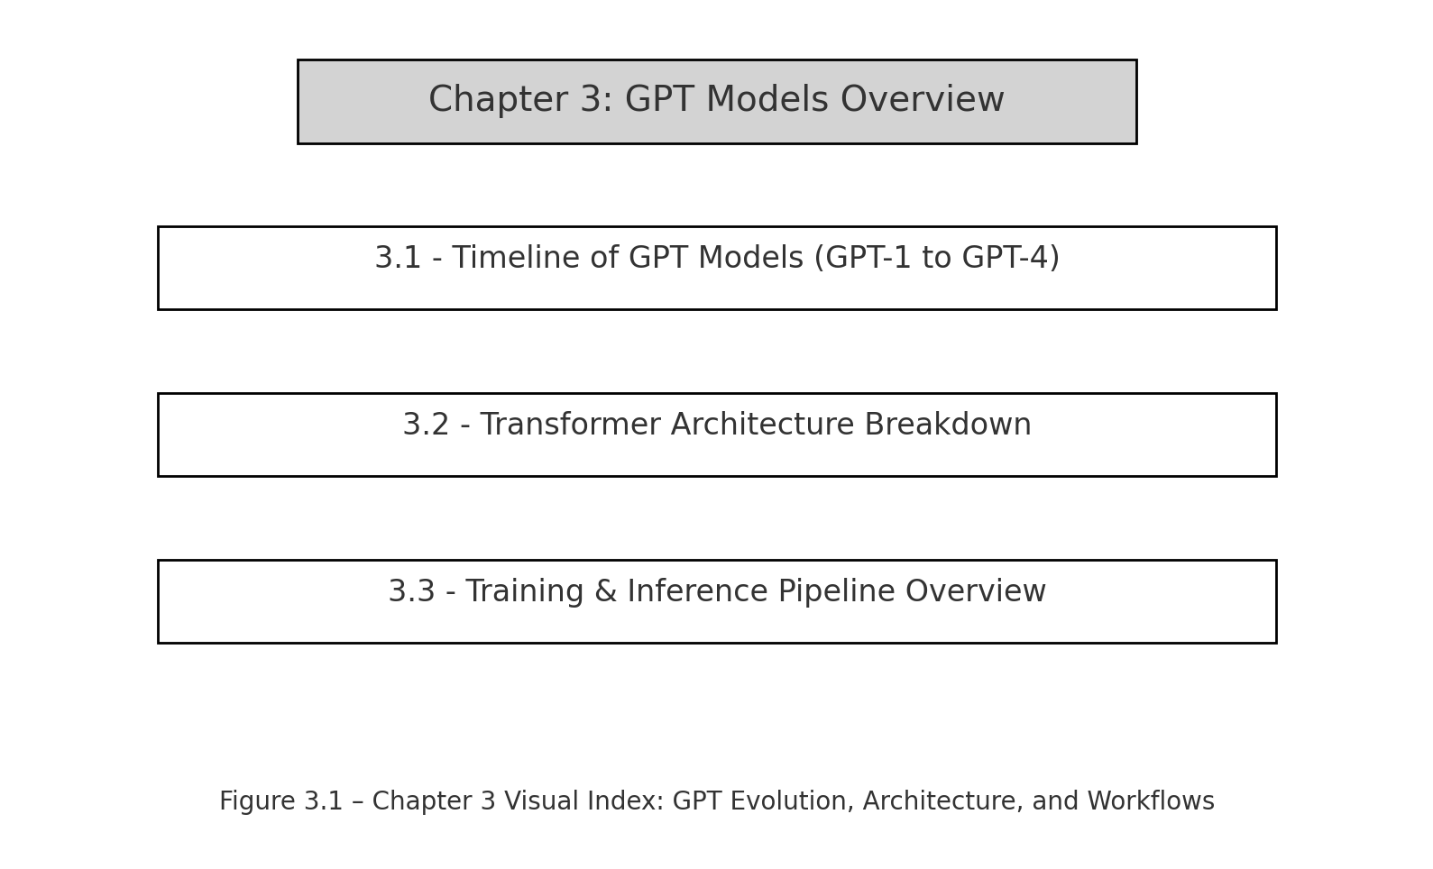 Chapter 3: GPT Models Overview
3.1 - Timeline of GPT Models (GPT-1 to GPT-4)
3.2 - Transformer Architecture Breakdown
3.3 - Training & Inference Pipeline Overview
Figure 3.1 – Chapter 3 Visual Index: GPT Evolution, Architecture, and Workflows